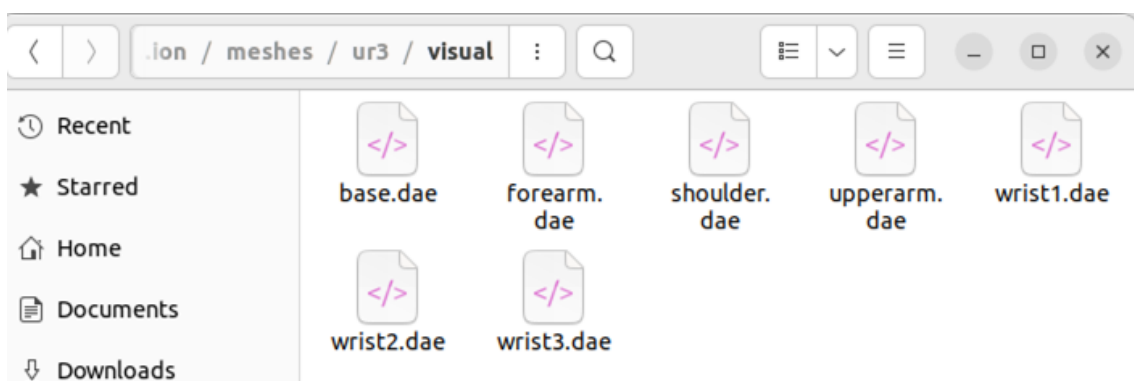 .ion / meshes / ur3 / visual
Recent
Starred
Home
Documents
Downloads
base.dae
forearm.
dae
shoulder.
dae
upperarm.
dae
wrist1.dae
wrist2.dae
wrist3.dae